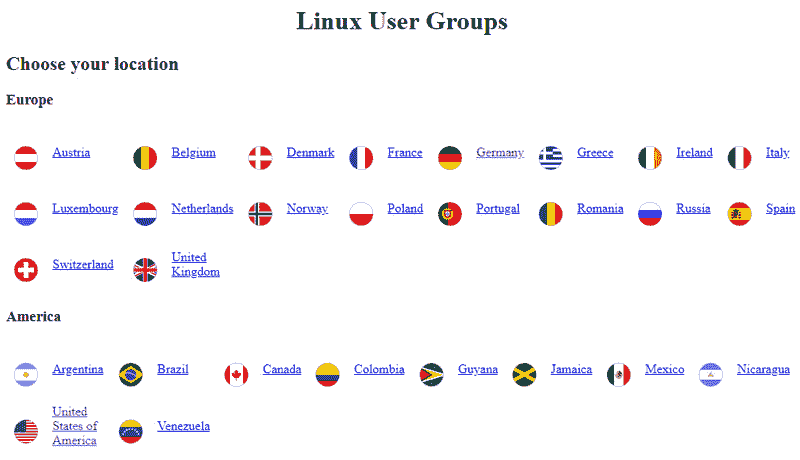 Linux User Groups
Choose your location
Europe
Austria Belgium Denmark France Germany Greece Ireland Italy
Luxembourg Netherlands Norway Poland Portugal Romania Russia Spain
Switzerland United
Kingdom
America
Argentina Brazil Canada Colombia Guyana Jamaica Mexico Nicaragua
United
States of Venezuela
America